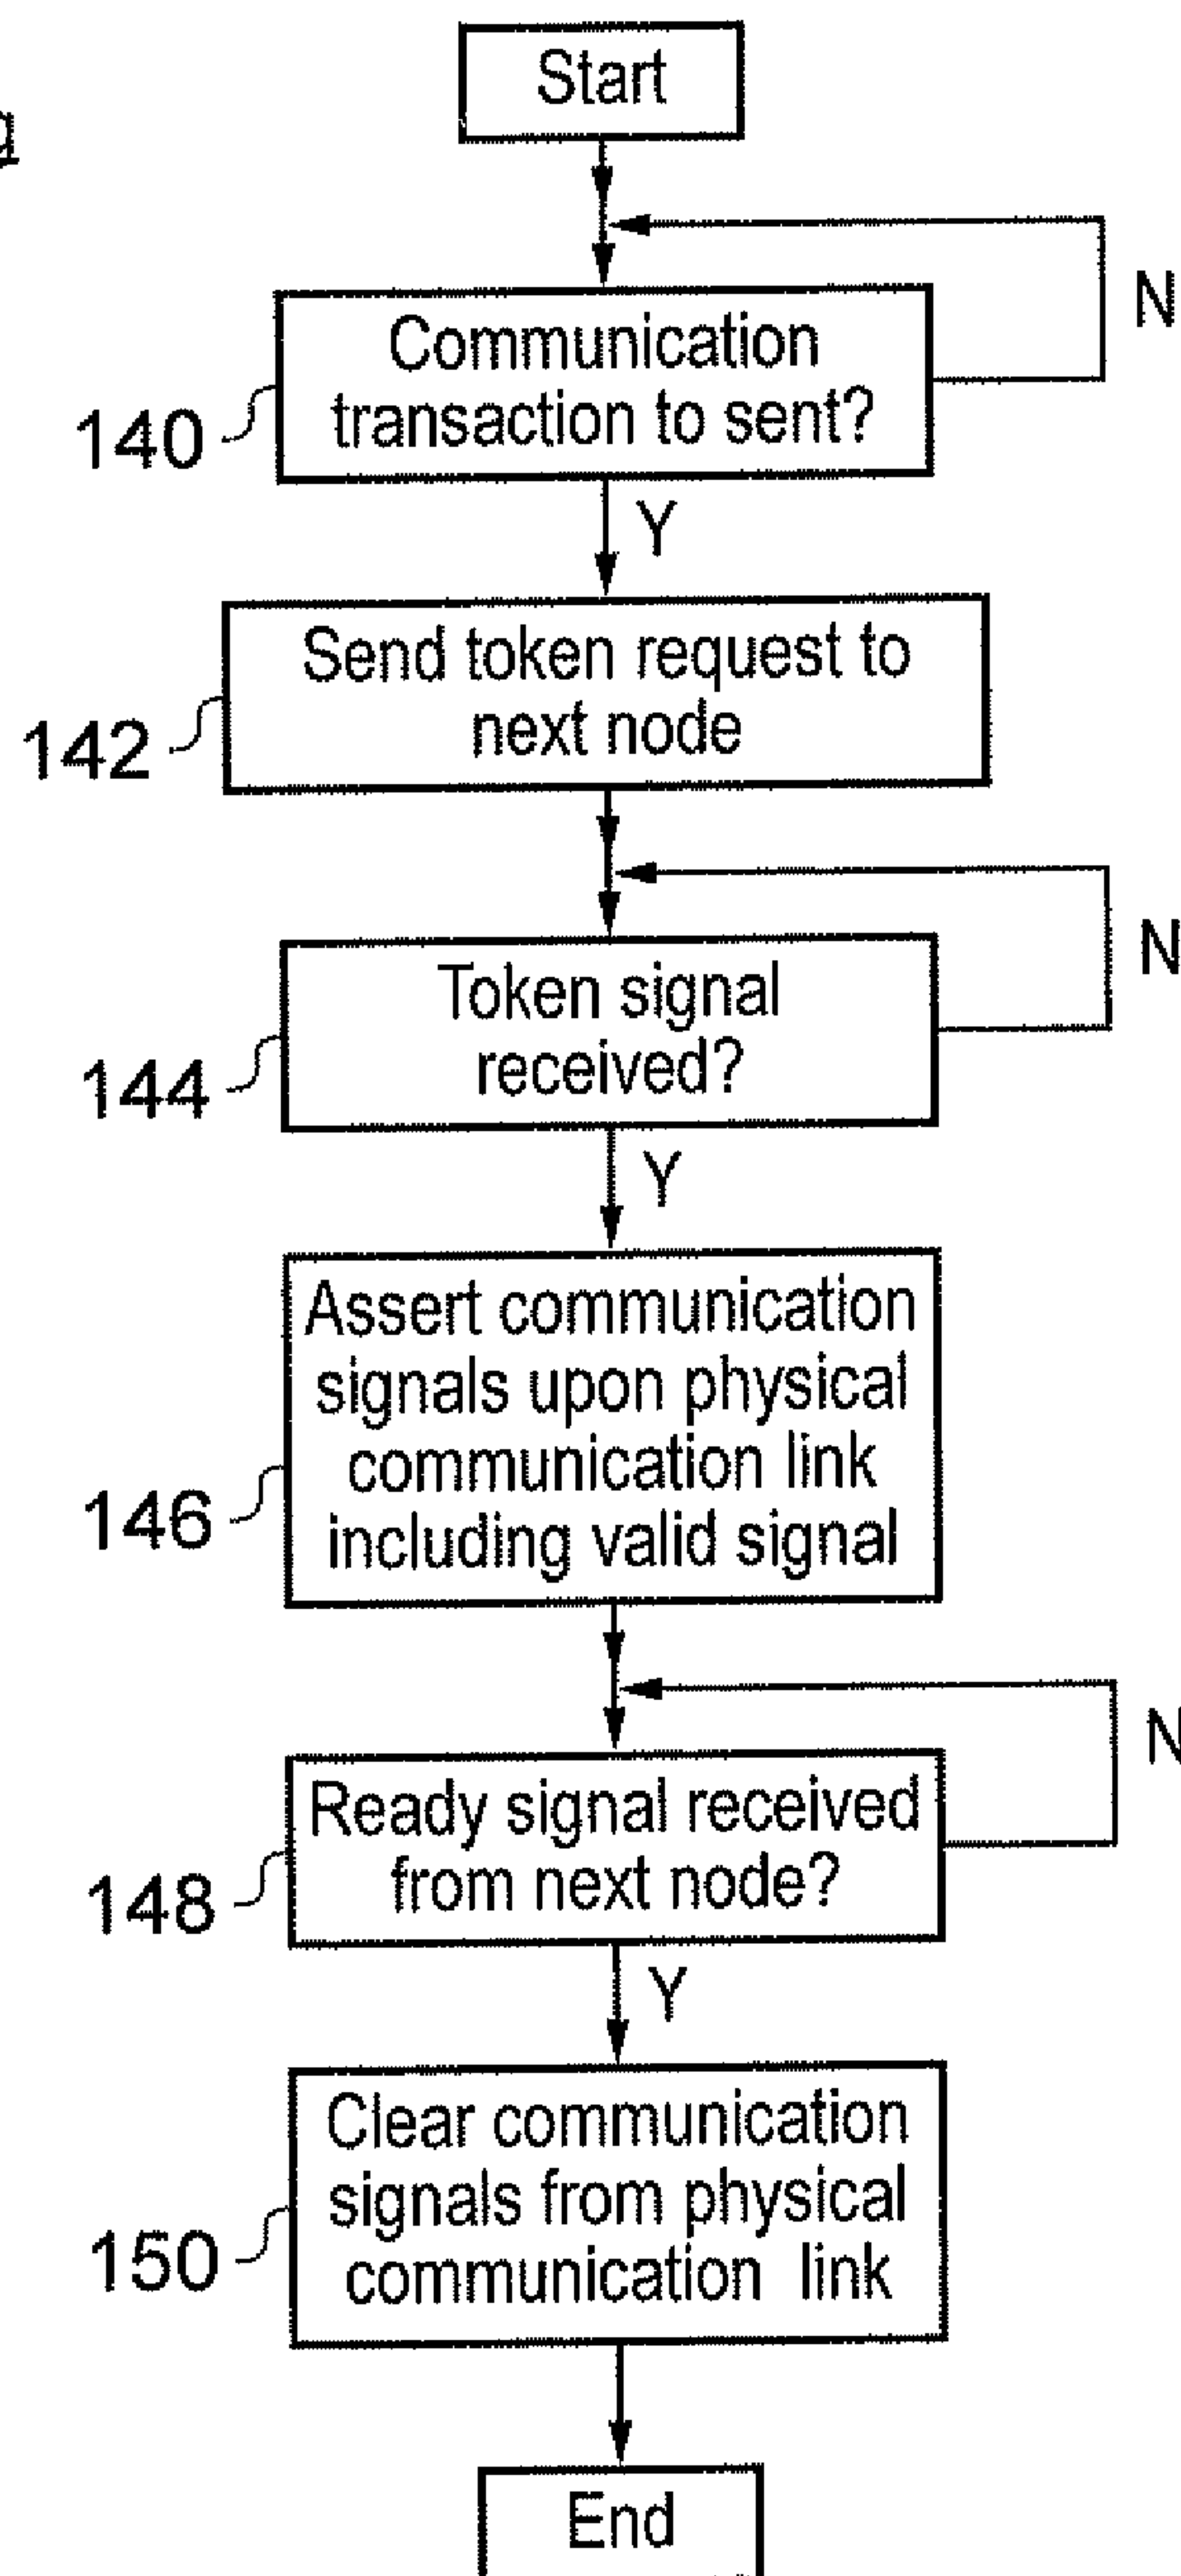 Start
N
Communication
transaction to sent?
140
Y
Send token request to
next node
142
N
Token signal
received?
144
Y
Assert communication
signals upon physical
communication link
including valid signal
146
N
Ready signal received
from next node?
148
Y
Clear communication
signals from physical
communication link
150
End